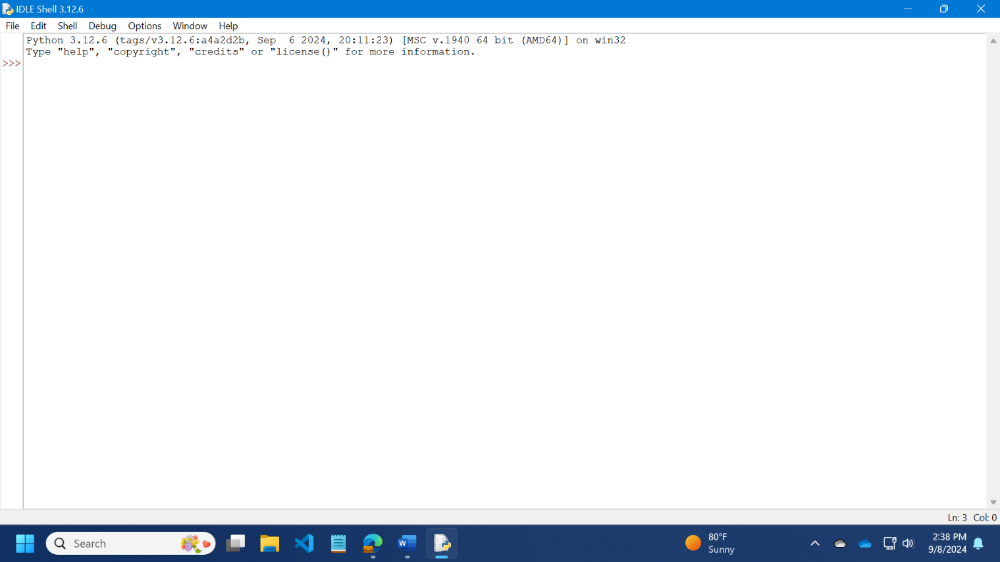 IDLE Shell 3.12.6
File Edit Shell Debug Options Window Help
Python 3.12.6 (tags/v3.12.6:a4a2d2b, Sep  6 2024, 20:11:23) [MSC v.1940 64 bit (AMD64)] on win32
Type "help", "copyright", "credits" or "license()" for more information.
>>>
Ln: 3 Col: 0
Search
80°F
Sunny
2:38 PM
9/8/2024